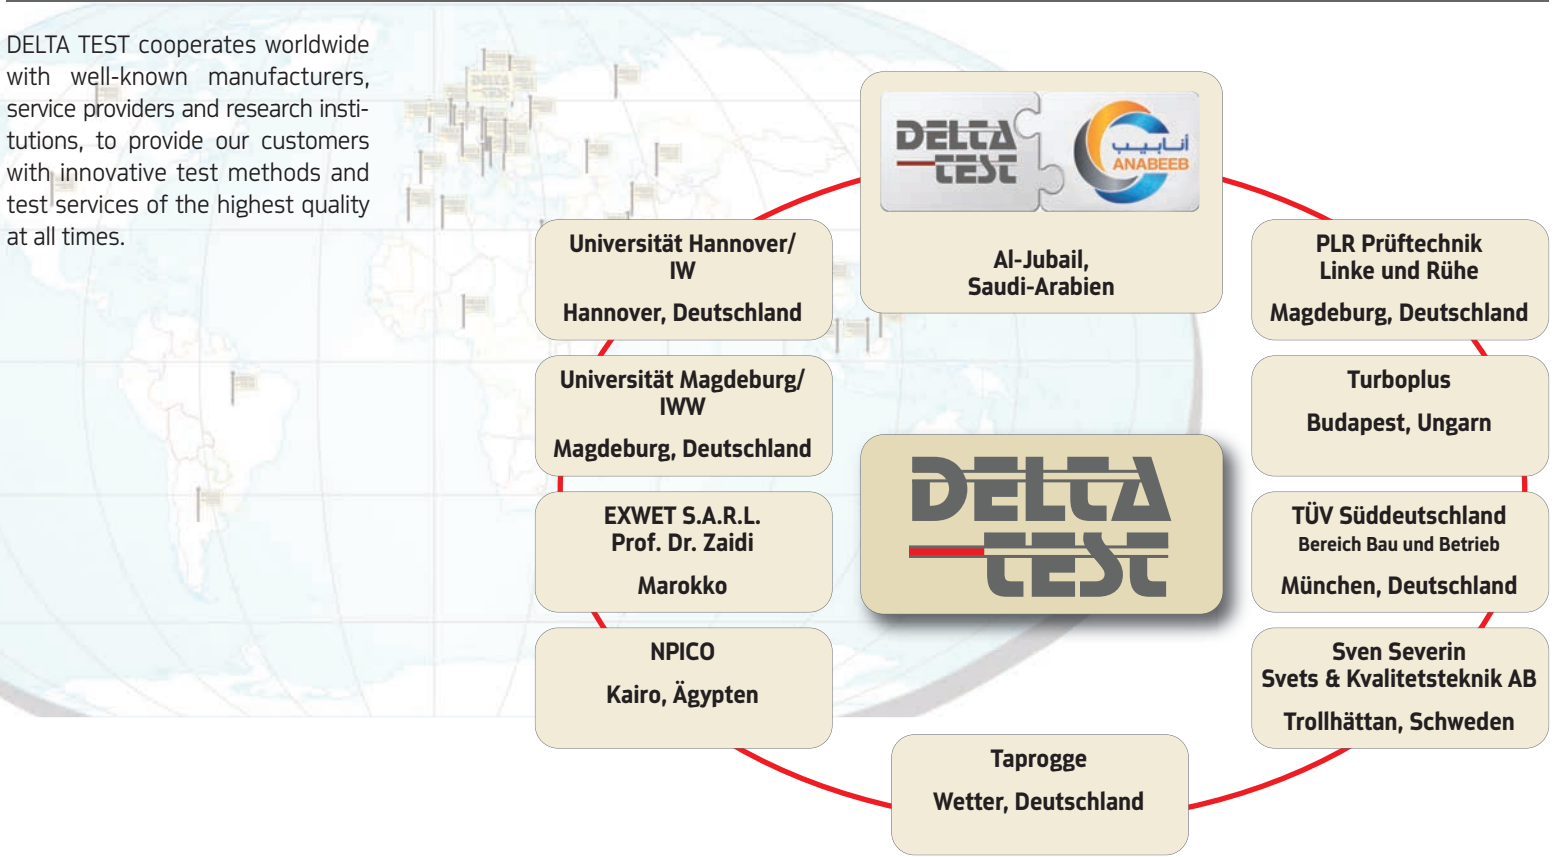 DELTA TEST cooperates worldwide
with well-known manufacturers,
service providers and research insti-
tutions, to provide our customers
with innovative test methods and
test services of the highest quality
at all times.
DELTA
TEST
أنابيب
ANABEEB
Al-Jubail,
Saudi-Arabien
Universität Hannover/
IW
Hannover, Deutschland
PLR Prüftechnik
Linke und Rühe
Magdeburg, Deutschland
Universität Magdeburg/
IWW
Magdeburg, Deutschland
Turboplus
Budapest, Ungarn
DELTA
TEST
EXWET S.A.R.L.
Prof. Dr. Zaidi
Marokko
TÜV Süddeutschland
Bereich Bau und Betrieb
München, Deutschland
NPICO
Kairo, Ägypten
Sven Severin
Svets & Kvalitetsteknik AB
Trollhättan, Schweden
Taprogge
Wetter, Deutschland